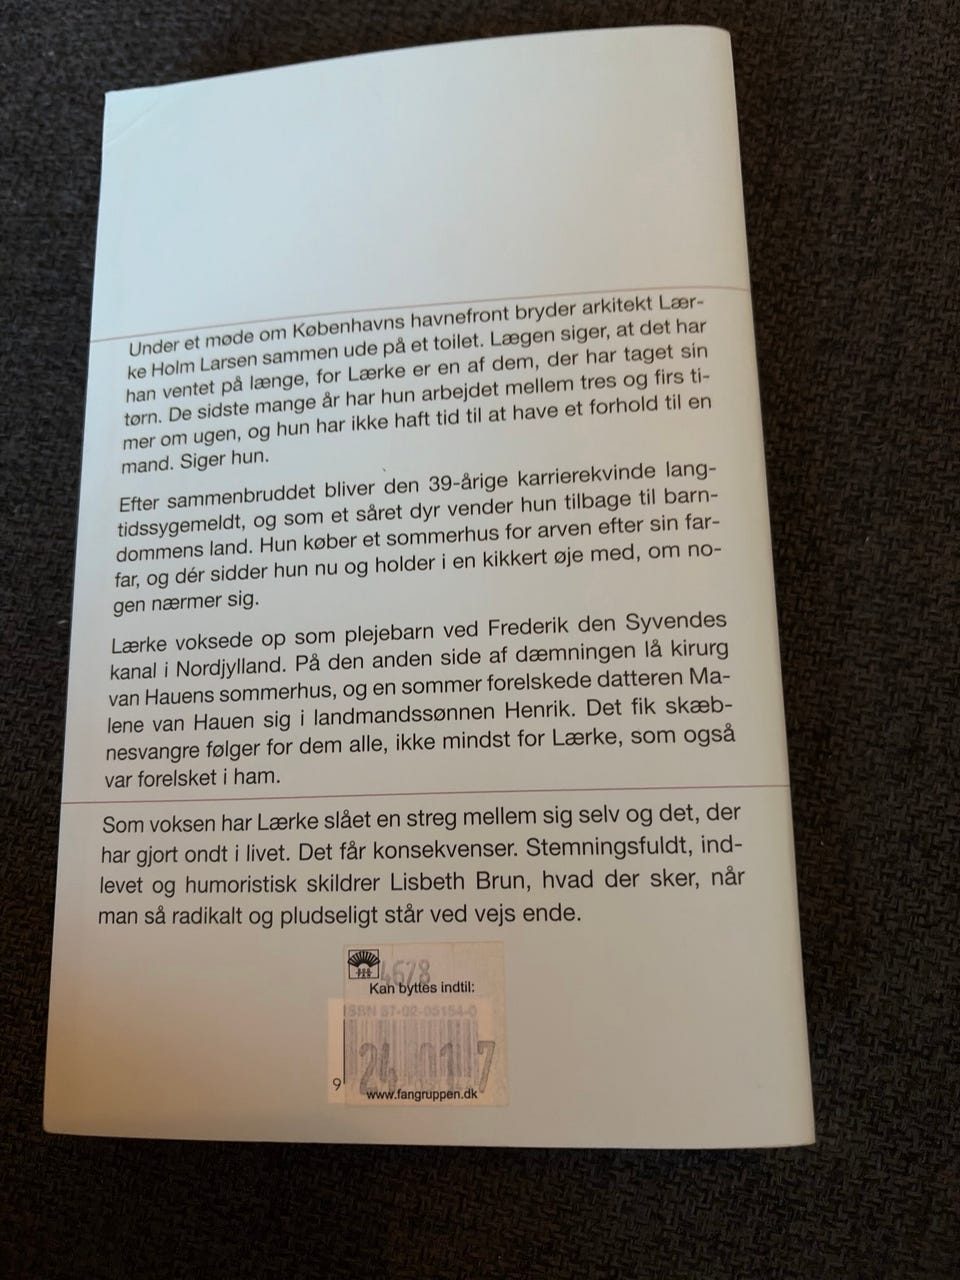 Under et møde om Københavns havnefront bryder arkitekt Lær-
ke Holm Larsen sammen ude på et toilet. Lægen siger, at det har
han ventet på længe, for Lærke er en af dem, der har taget sin
tørn. De sidste mange år har hun arbejdet mellem tres og firs ti-
mer om ugen, og hun har ikke haft tid til at have et forhold til en
mand. Siger hun.
Efter sammenbruddet bliver den 39-årige karrierekvinde lang-
tidssygemeldt, og som et såret dyr vender hun tilbage til barn-
dommens land. Hun køber et sommerhus for arven efter sin far-
far, og dér sidder hun nu og holder i en kikkert øje med, om no-
gen nærmer sig.
Lærke voksede op som plejebarn ved Frederik den Syvendes
kanal i Nordjylland. På den anden side af dæmningen lå kirurg
van Hauens sommerhus, og en sommer forelskede datteren Ma-
lene van Hauen sig i landmandssønnen Henrik. Det fik skæb-
nesvangre følger for dem alle, ikke mindst for Lærke, som også
var forelsket i ham.
Som voksen har Lærke slået en streg mellem sig selv og det, der
har gjort ondt i livet. Det får konsekvenser. Stemningsfuldt, ind-
levet og humoristisk skildrer Lisbeth Brun, hvad der sker, når
man så radikalt og pludseligt står ved vejs ende.
4678
Kan byttes indtil:
ISBN 87-02-05154-0
9
www.fangruppen.dk